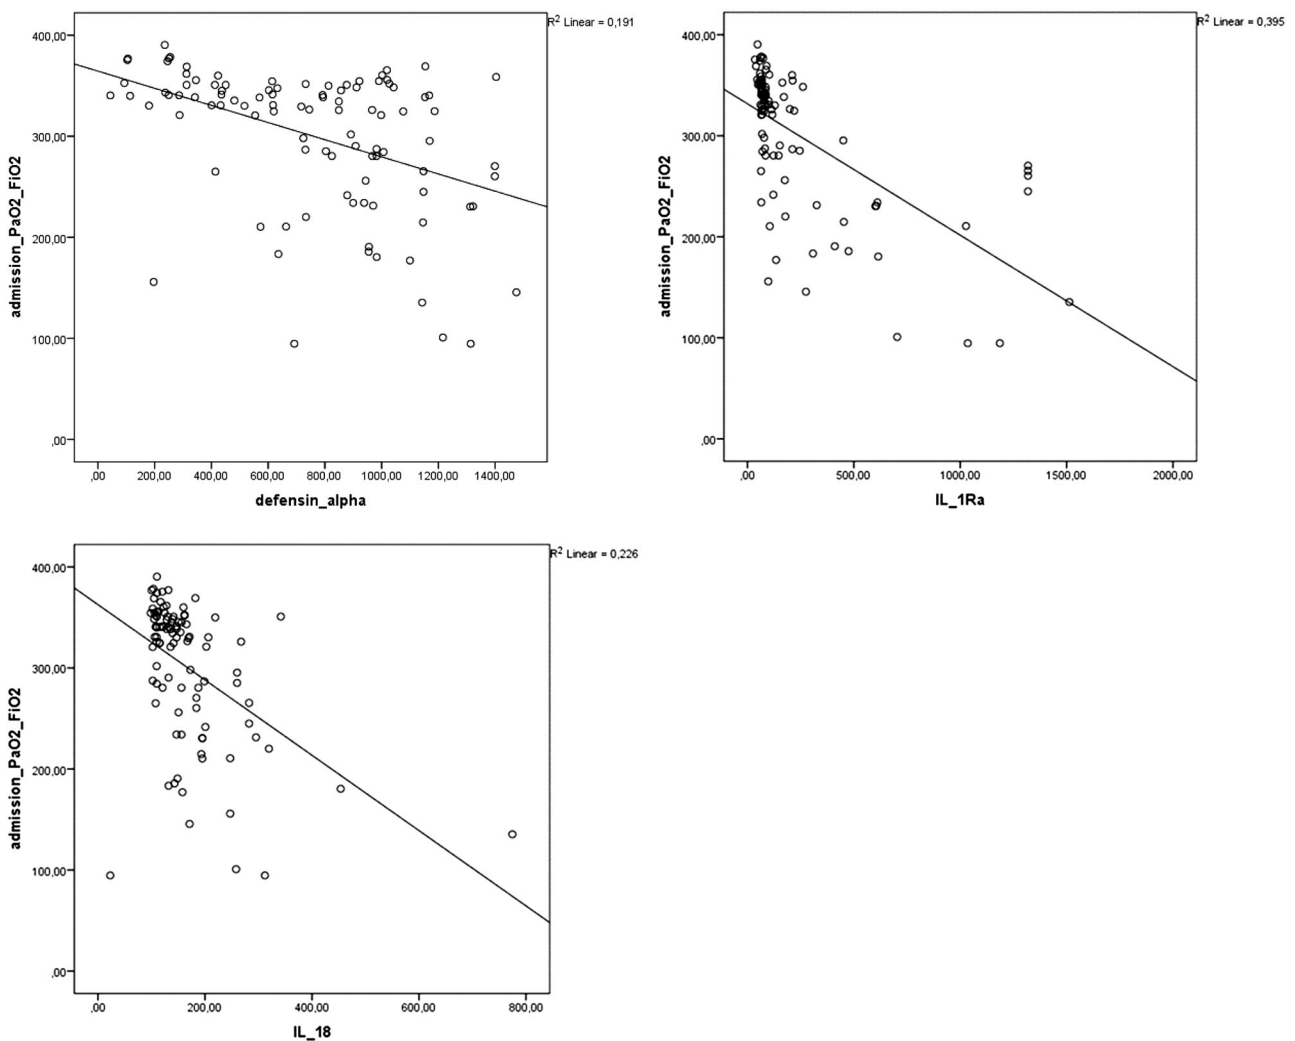 R2 Linear = 0,191
400,00
300,00
200,00
100,00
,00
admission_PaO2_FiO2
,00 200,00 400,00 600,00 800,00 1000,00 1200,00 1400,00
defensin_alpha
R2 Linear = 0,395
400,00
300,00
200,00
100,00
,00
admission_PaO2_FiO2
,00 500,00 1000,00 1500,00 2000,00
IL_1Ra
R2 Linear = 0,226
400,00
300,00
200,00
100,00
,00
admission_PaO2_FiO2
,00 200,00 400,00 600,00 800,00
IL_18